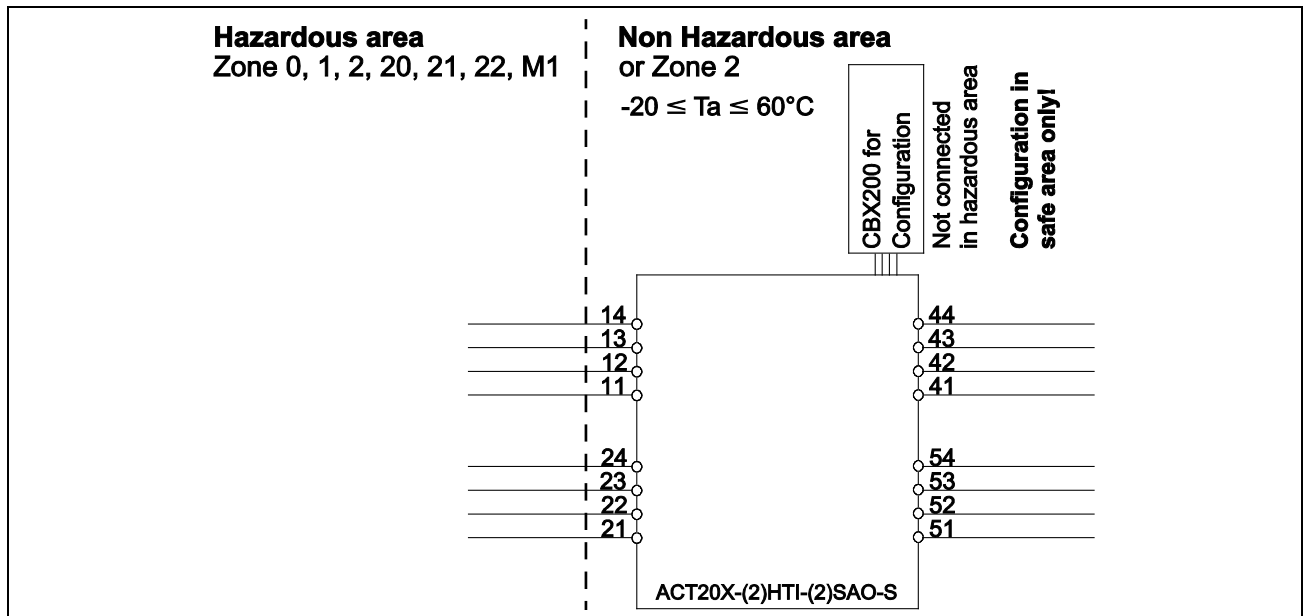 Hazardous area
Zone 0, 1, 2, 20, 21, 22, M1
Non Hazardous area
or Zone 2
-20 ≤ Ta ≤ 60°C
CBX200 for
Configuration
Not connected
in hazardous area
Configuration in
safe area only!
14
13
12
11
24
23
22
21
44
43
42
41
54
53
52
51
ACT20X-(2)HTI-(2)SAO-S